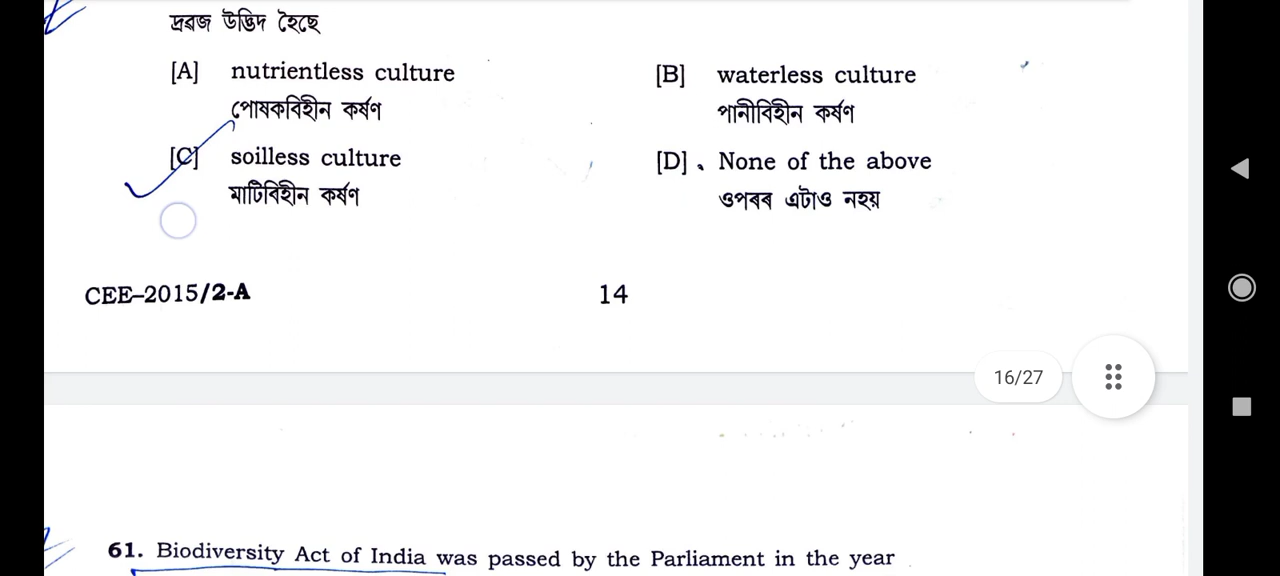 দ্ৰৱজ উদ্ভিদ হৈছে
[A] nutrientless culture [B] waterless culture
পোষকবিহীন কৰ্ষণ পানীবিহীন কৰ্ষণ
[C] soilless culture [D] None of the above
মাটিবিহীন কৰ্ষণ ওপৰৰ এটাও নহয়
CEE–2015/2-A 14
16/27
61. Biodiversity Act of India was passed by the Parliament in the year